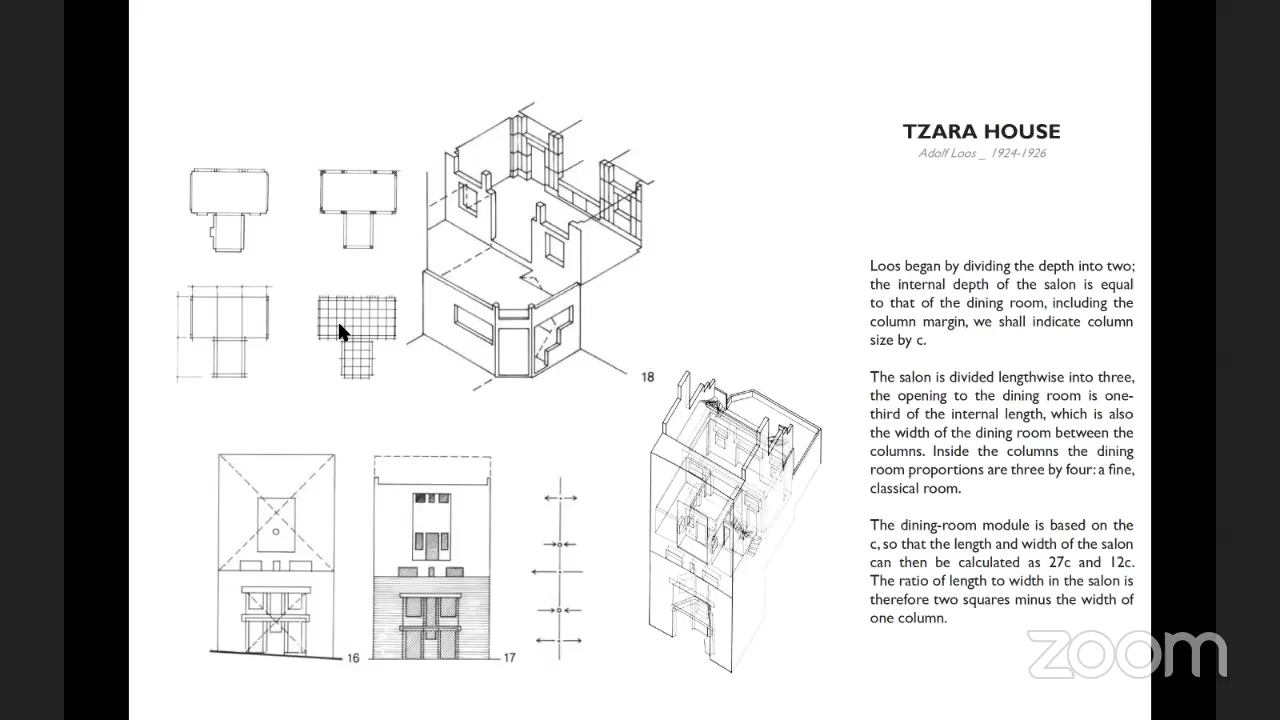 TZARA HOUSE
Adolf Loos _ 1924-1926
Loos began by dividing the depth into two;
the internal depth of the salon is equal
to that of the dining room, including the
column margin, we shall indicate column
size by c.
The salon is divided lengthwise into three,
the opening to the dining room is one-
third of the internal length, which is also
the width of the dining room between the
columns. Inside the columns the dining
room proportions are three by four: a fine,
classical room.
The dining-room module is based on the
c, so that the length and width of the salon
can then be calculated as 27c and 12c.
The ratio of length to width in the salon is
therefore two squares minus the width of
one column.
18
16
17
zoom